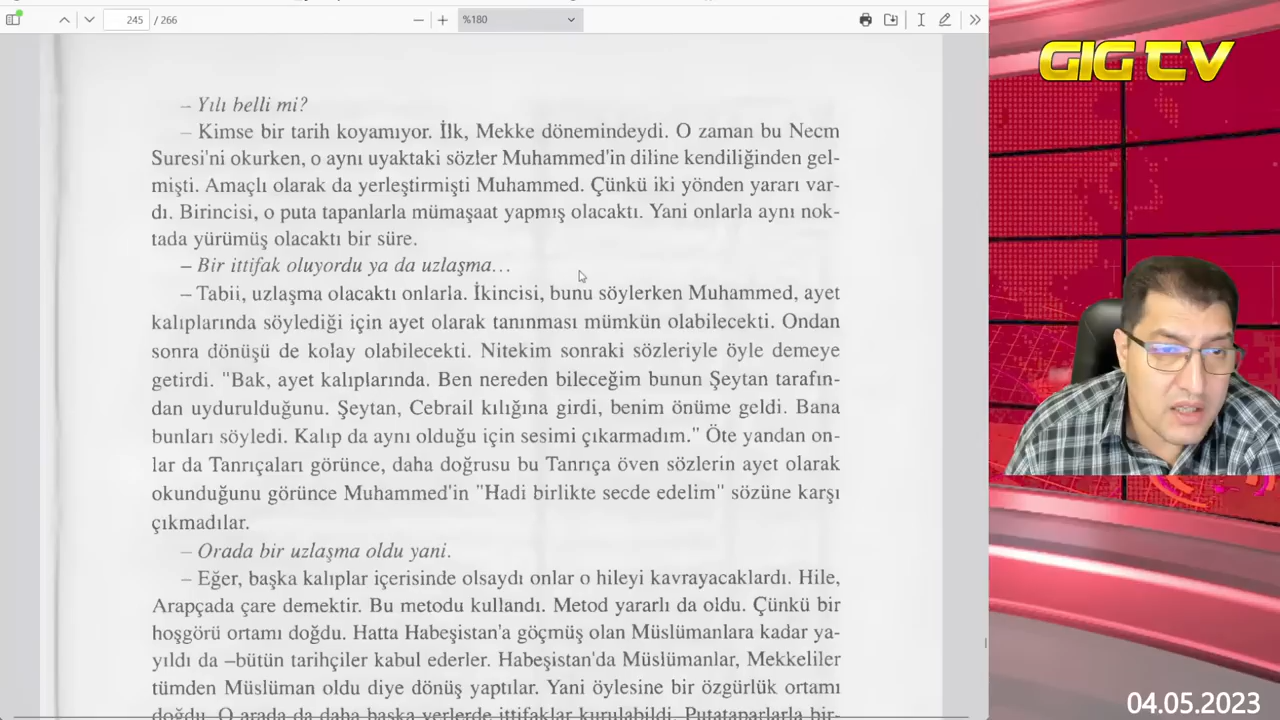 245 / 266
%180
GIG TV
– Yılı belli mi?
– Kimse bir tarih koyamıyor. İlk, Mekke dönemindeydi. O zaman bu Necm
Suresi'ni okurken, o aynı uyaktaki sözler Muhammed'in diline kendiliğinden gel-
mişti. Amaçlı olarak da yerleştirmişti Muhammed. Çünkü iki yönden yararı var-
dı. Birincisi, o puta tapanlarla mümaşaat yapmış olacaktı. Yani onlarla aynı nok-
tada yürümüş olacaktı bir süre.
– Bir ittifak oluyordu ya da uzlaşma...
– Tabii, uzlaşma olacaktı onlarla. İkincisi, bunu söylerken Muhammed, ayet
kalıplarında söylediği için ayet olarak tanınması mümkün olabilecekti. Ondan
sonra dönüşü de kolay olabilecekti. Nitekim sonraki sözleriyle öyle demeye
getirdi. "Bak, ayet kalıplarında. Ben nereden bileceğim bunun Şeytan tarafın-
dan uydurulduğunu. Şeytan, Cebrail kılığına girdi, benim önüme geldi. Bana
bunları söyledi. Kalıp da aynı olduğu için sesimi çıkarmadım." Öte yandan on-
lar da Tanrıçaları görünce, daha doğrusu bu Tanrıça öven sözlerin ayet olarak
okunduğunu görünce Muhammed'in "Hadi birlikte secde edelim" sözüne karşı
çıkmadılar.
– Orada bir uzlaşma oldu yani.
– Eğer, başka kalıplar içerisinde olsaydı onlar o hileyi kavrayacaklardı. Hile,
Arapçada çare demektir. Bu metodu kullandı. Metod yararlı da oldu. Çünkü bir
hoşgörü ortamı doğdu. Hatta Habeşistan'a göçmüş olan Müslümanlara kadar ya-
yıldı da –bütün tarihçiler kabul ederler. Habeşistan'da Müslümanlar, Mekkeliler
tümden Müslüman oldu diye dönüş yaptılar. Yani öylesine bir özgürlük ortamı
doğdu. O arada da daha başka yerlerde ittifaklar kurulabildi. Putataparlarla bir-
04.05.2023